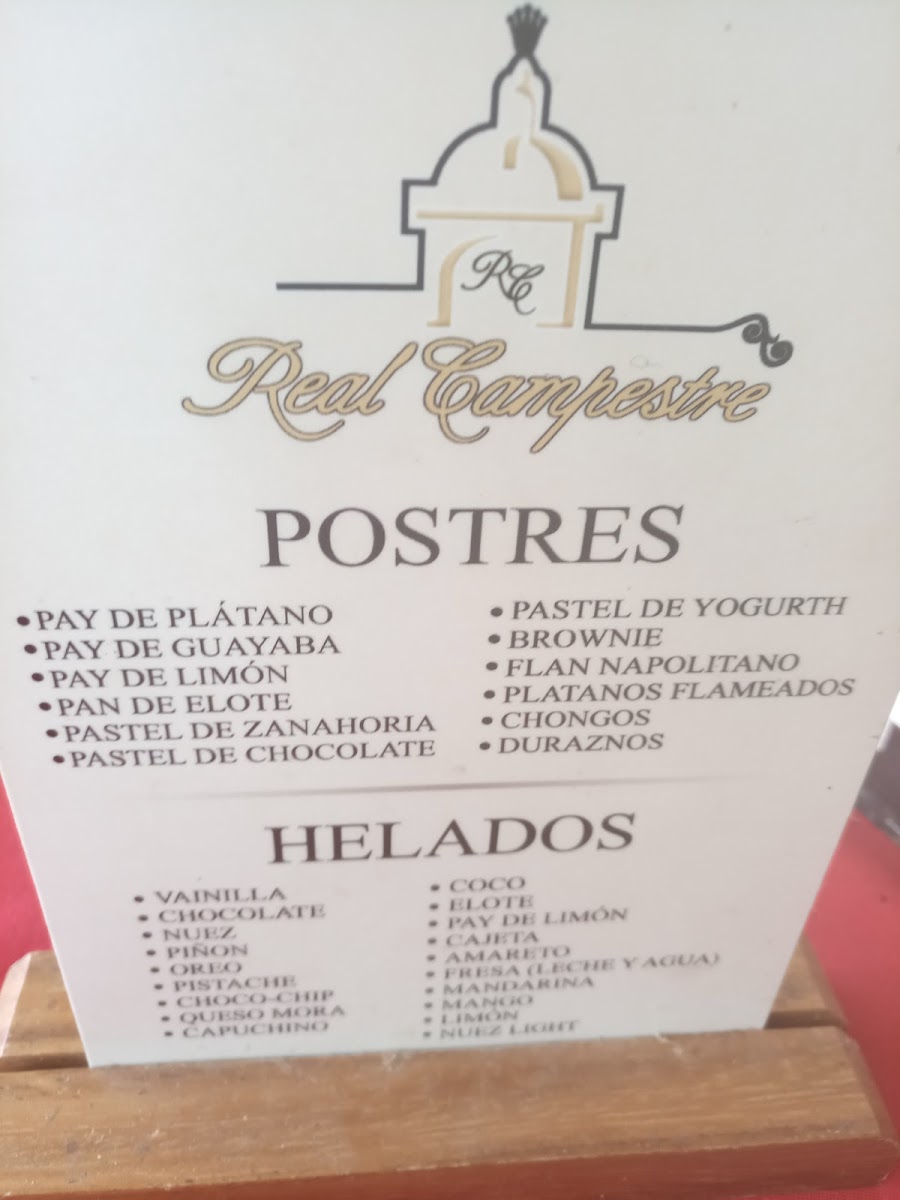 RC
Real Campestre
POSTRES
•PAY DE PLÁTANO
•PAY DE GUAYABA
•PAY DE LIMÓN
•PAN DE ELOTE
•PASTEL DE ZANAHORIA
•PASTEL DE CHOCOLATE
•PASTEL DE YOGURTH
•BROWNIE
•FLAN NAPOLITANO
•PLATANOS FLAMEADOS
•CHONGOS
•DURAZNOS
HELADOS
• VAINILLA
• CHOCOLATE
• NUEZ
• PIÑON
• OREO
• PISTACHE
• CHOCO-CHIP
• QUESO MORA
• CAPUCHINO
• COCO
• ELOTE
• PAY DE LIMÓN
• CAJETA
• AMARETO
• FRESA (LECHE Y AGUA)
• MANDARINA
• MANGO
• LIMÓN
• NUEZ LIGHT